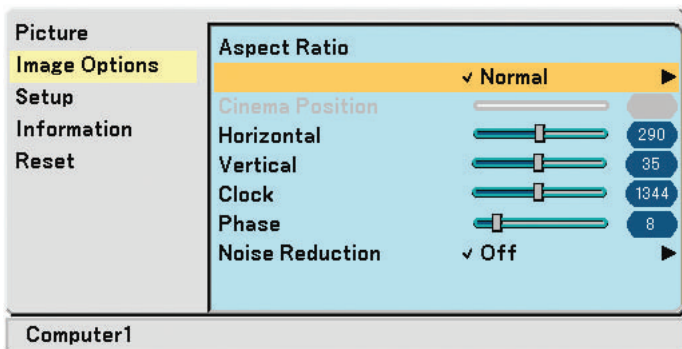 Picture
Image Options
Setup
Information
Reset
Aspect Ratio
✓ Normal ▶
Cinema Position
Horizontal 290
Vertical 35
Clock 1344
Phase 8
Noise Reduction ✓ Off ▶
Computer1